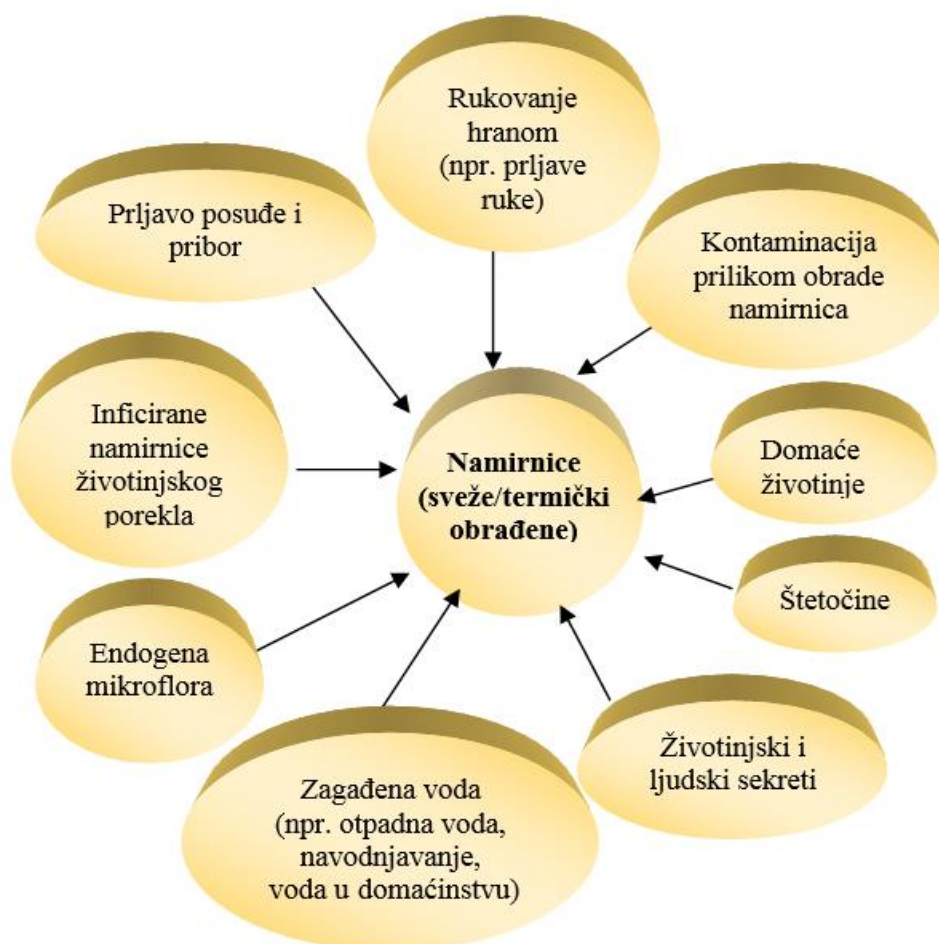 Rukovanje
hranom
(npr. prljave
ruke)
Prljavo posuđe i
pribor
Kontaminacija
prilikom obrade
namirnica
Inficirane
namirnice
životinjskog
porekla
Namirnice
(sveže/termički
obrađene)
Domaće
životinje
Štetočine
Endogena
mikroflora
Životinjski i
ljudski sekreti
Zagađena voda
(npr. otpadna voda,
navodnjavanje,
voda u domaćinstvu)